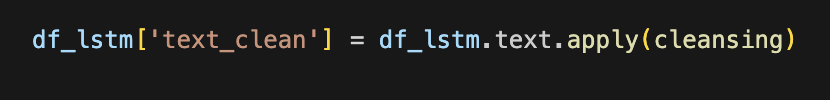 df_lstm['text_clean'] = df_lstm.text.apply(cleansing)